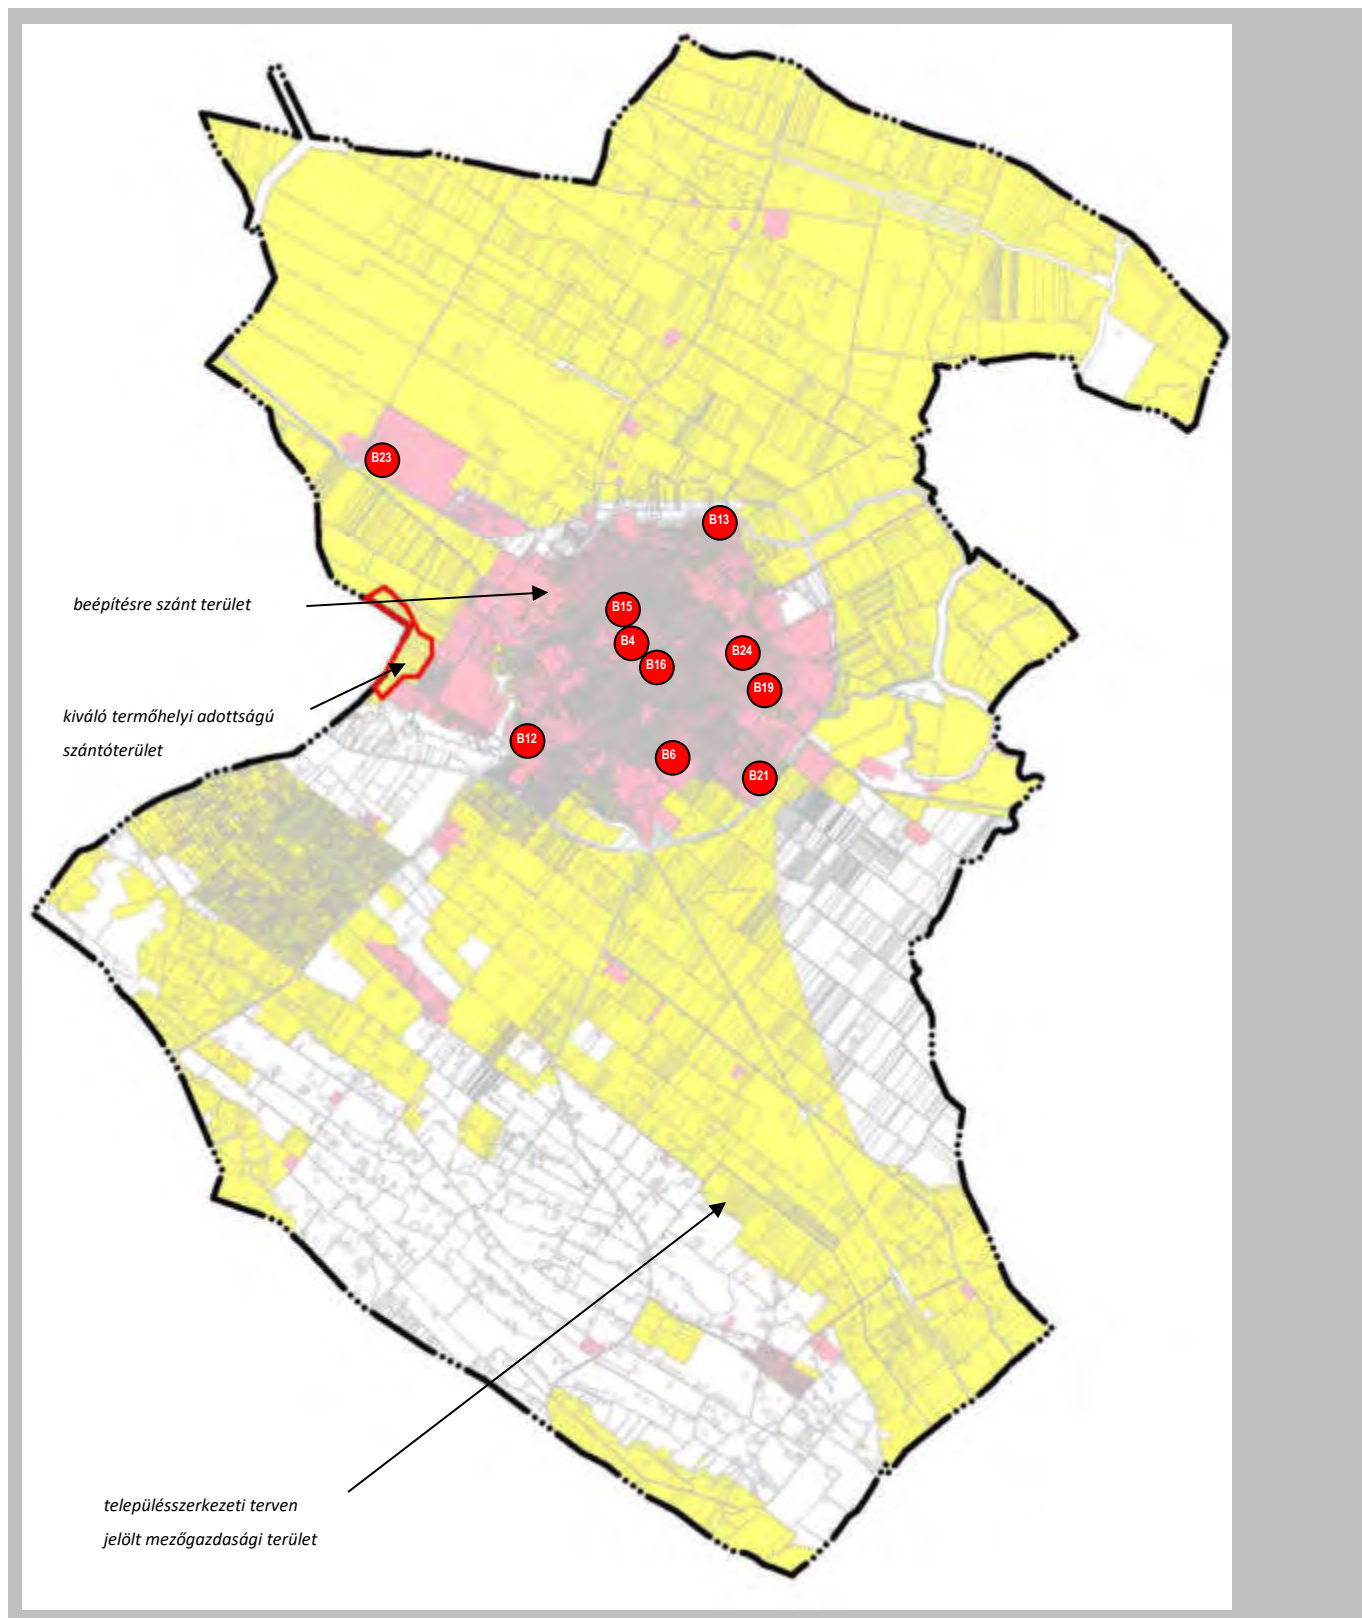 B23
B13
beépítésre szánt terület
B15
B4
B24
B16
B19
kiváló termőhelyi adottságú
szántóterület
B12
B6
B21
településszerkezeti terven
jelölt mezőgazdasági terület